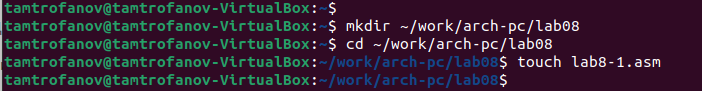 tamtrofanov@tamtrofanov-VirtualBox:~$
tamtrofanov@tamtrofanov-VirtualBox:~$ mkdir ~/work/arch-pc/lab08
tamtrofanov@tamtrofanov-VirtualBox:~$ cd ~/work/arch-pc/lab08
tamtrofanov@tamtrofanov-VirtualBox:~/work/arch-pc/lab08$ touch lab8-1.asm
tamtrofanov@tamtrofanov-VirtualBox:~/work/arch-pc/lab08$